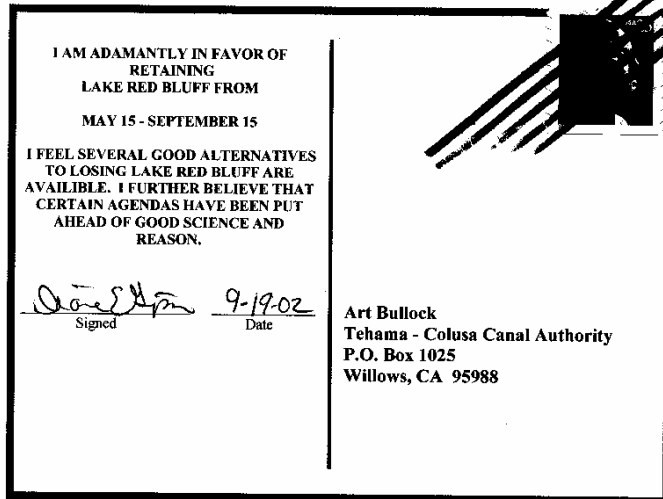 I AM ADAMANTLY IN FAVOR OF
RETAINING
LAKE RED BLUFF FROM
MAY 15 - SEPTEMBER 15
I FEEL SEVERAL GOOD ALTERNATIVES
TO LOSING LAKE RED BLUFF ARE
AVAILIBLE. I FURTHER BELIEVE THAT
CERTAIN AGENDAS HAVE BEEN PUT
AHEAD OF GOOD SCIENCE AND
REASON.
9-19-02
Signed Date
Art Bullock
Tehama - Colusa Canal Authority
P.O. Box 1025
Willows, CA 95988